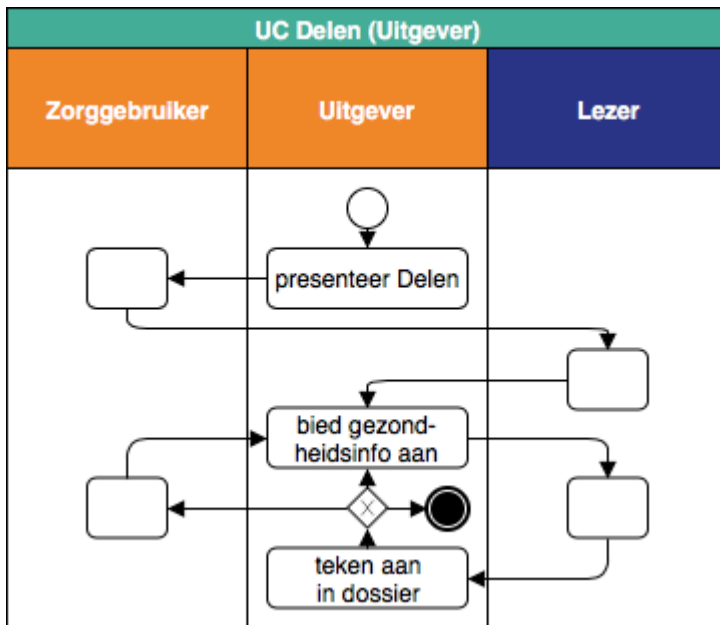 UC Delen (Uitgever)
Zorggebruiker
Uitgever
Lezer
presenteer Delen
bied gezond-
heidsinfo aan
X
teken aan
in dossier